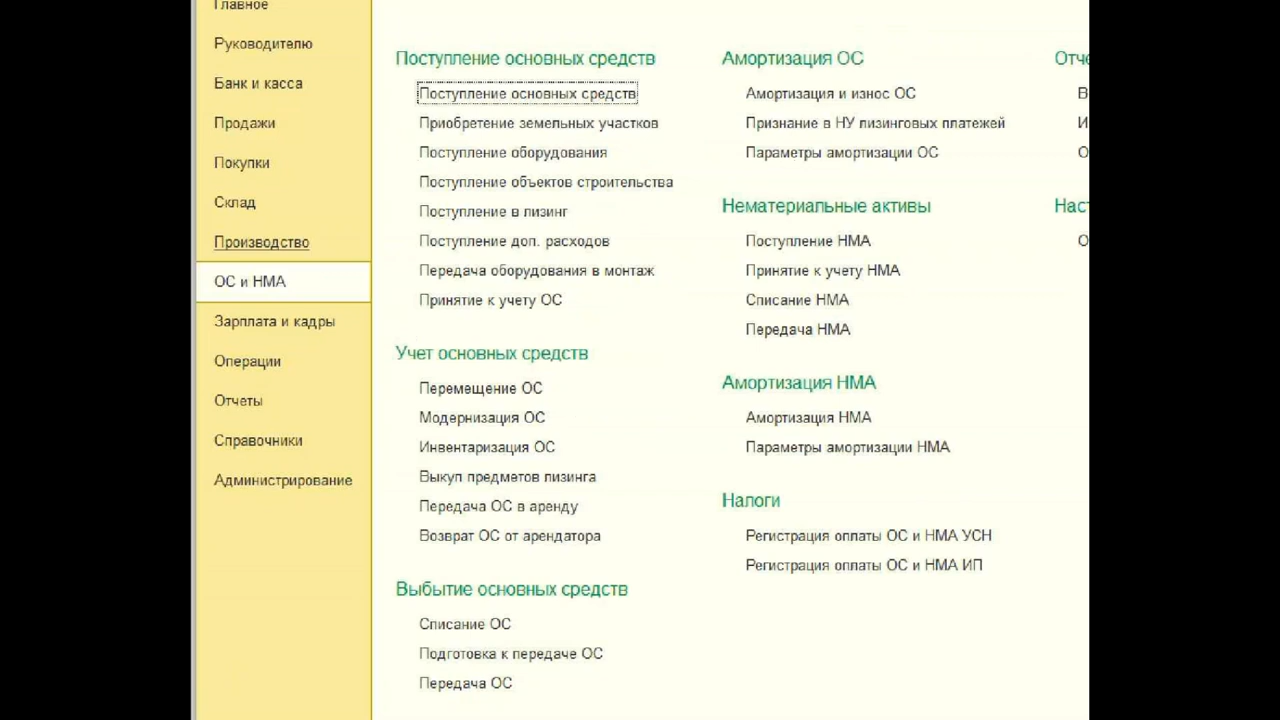 Главное
Руководителю
Банк и касса
Продажи
Покупки
Склад
Производство
ОС и НМА
Зарплата и кадры
Операции
Отчеты
Справочники
Администрирование
Поступление основных средств
Поступление основных средств
Приобретение земельных участков
Поступление оборудования
Поступление объектов строительства
Поступление в лизинг
Поступление доп. расходов
Передача оборудования в монтаж
Принятие к учету ОС
Учет основных средств
Перемещение ОС
Модернизация ОС
Инвентаризация ОС
Выкуп предметов лизинга
Передача ОС в аренду
Возврат ОС от арендатора
Выбытие основных средств
Списание ОС
Подготовка к передаче ОС
Передача ОС
Амортизация ОС
Амортизация и износ ОС
Признание в НУ лизинговых платежей
Параметры амортизации ОС
Нематериальные активы
Поступление НМА
Принятие к учету НМА
Списание НМА
Передача НМА
Амортизация НМА
Амортизация НМА
Параметры амортизации НМА
Налоги
Регистрация оплаты ОС и НМА УСН
Регистрация оплаты ОС и НМА ИП